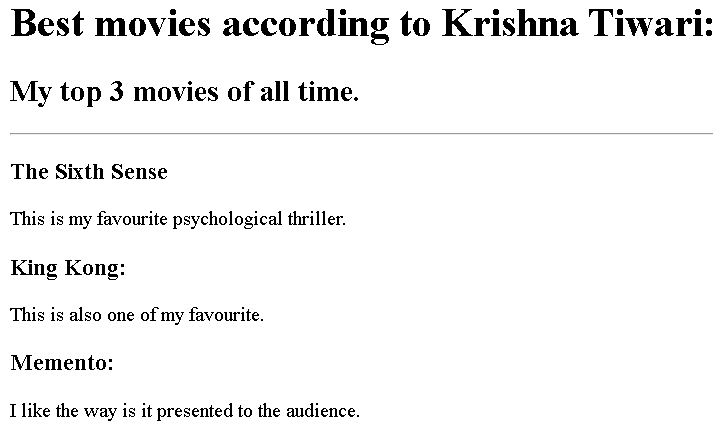 Best movies according to Krishna Tiwari:
My top 3 movies of all time.
The Sixth Sense
This is my favourite psychological thriller.
King Kong:
This is also one of my favourite.
Memento:
I like the way is it presented to the audience.